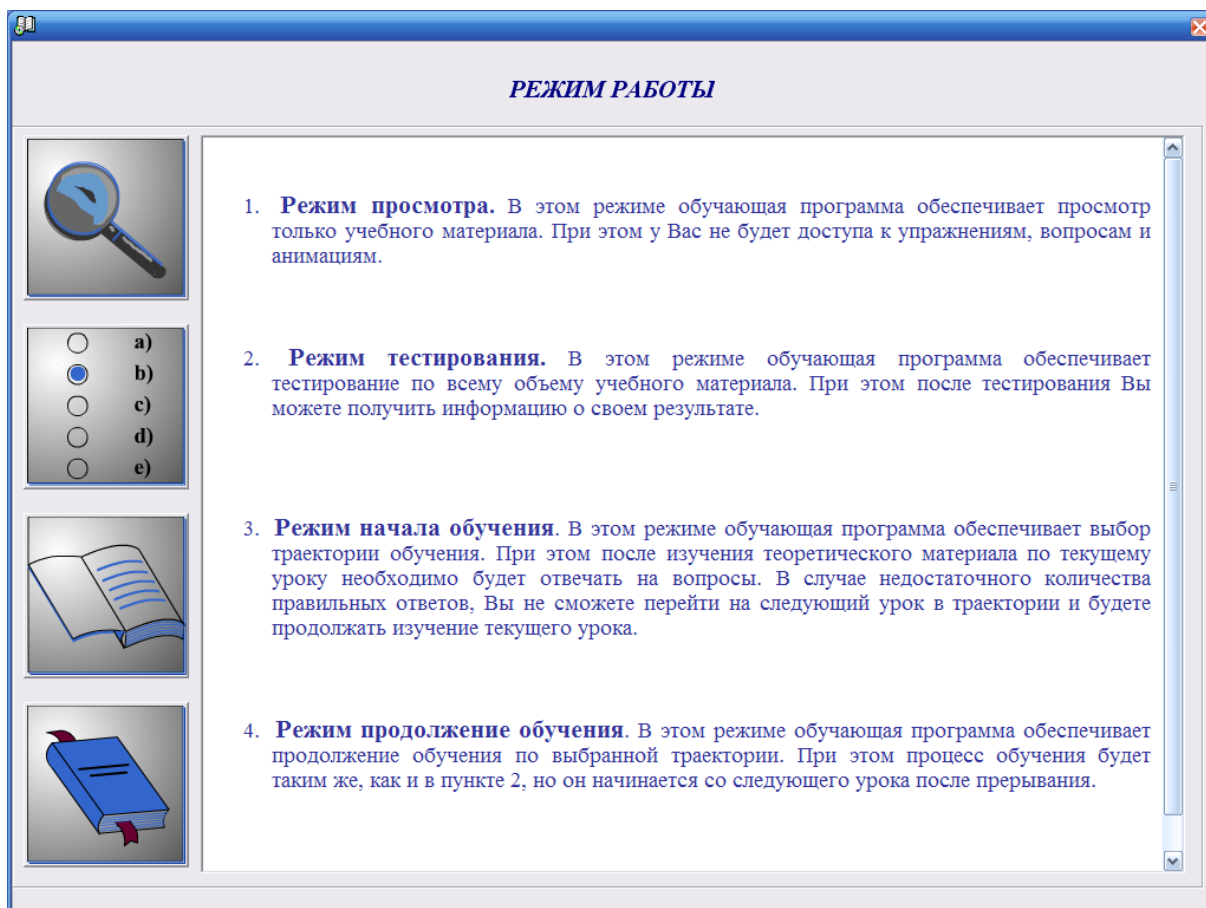 РЕЖИМ РАБОТЫ
1. Режим просмотра. В этом режиме обучающая программа обеспечивает просмотр
только учебного материала. При этом у Вас не будет доступа к упражнениям, вопросам и
анимациям.
a)
b)
c)
d)
e)
2. Режим тестирования. В этом режиме обучающая программа обеспечивает
тестирование по всему объему учебного материала. При этом после тестирования Вы
можете получить информацию о своем результате.
3. Режим начала обучения. В этом режиме обучающая программа обеспечивает выбор
траектории обучения. При этом после изучения теоретического материала по текущему
уроку необходимо будет отвечать на вопросы. В случае недостаточного количества
правильных ответов, Вы не сможете перейти на следующий урок в траектории и будете
продолжать изучение текущего урока.
4. Режим продолжение обучения. В этом режиме обучающая программа обеспечивает
продолжение обучения по выбранной траектории. При этом процесс обучения будет
таким же, как и в пункте 2, но он начинается со следующего урока после прерывания.